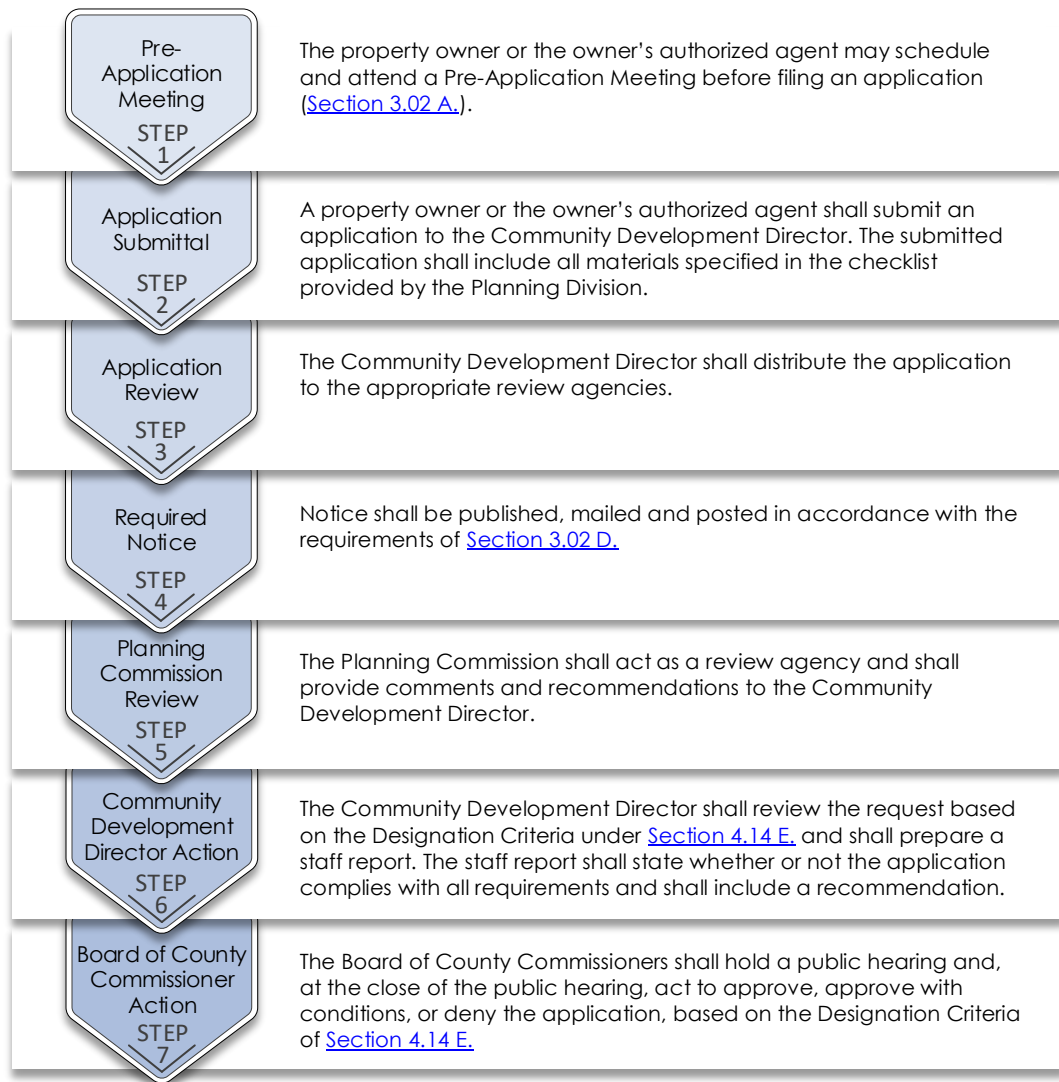 Pre-
Application
Meeting
STEP
1
The property owner or the owner’s authorized agent may schedule
and attend a Pre-Application Meeting before filing an application
(Section 3.02 A.).
Application
Submittal
STEP
2
A property owner or the owner’s authorized agent shall submit an
application to the Community Development Director. The submitted
application shall include all materials specified in the checklist
provided by the Planning Division.
Application
Review
STEP
3
The Community Development Director shall distribute the application
to the appropriate review agencies.
Required
Notice
STEP
4
Notice shall be published, mailed and posted in accordance with the
requirements of Section 3.02 D.
Planning
Commission
Review
STEP
5
The Planning Commission shall act as a review agency and shall
provide comments and recommendations to the Community
Development Director.
Community
Development
Director Action
STEP
6
The Community Development Director shall review the request based
on the Designation Criteria under Section 4.14 E. and shall prepare a
staff report. The staff report shall state whether or not the application
complies with all requirements and shall include a recommendation.
Board of County
Commissioner
Action
STEP
7
The Board of County Commissioners shall hold a public hearing and,
at the close of the public hearing, act to approve, approve with
conditions, or deny the application, based on the Designation Criteria
of Section 4.14 E.